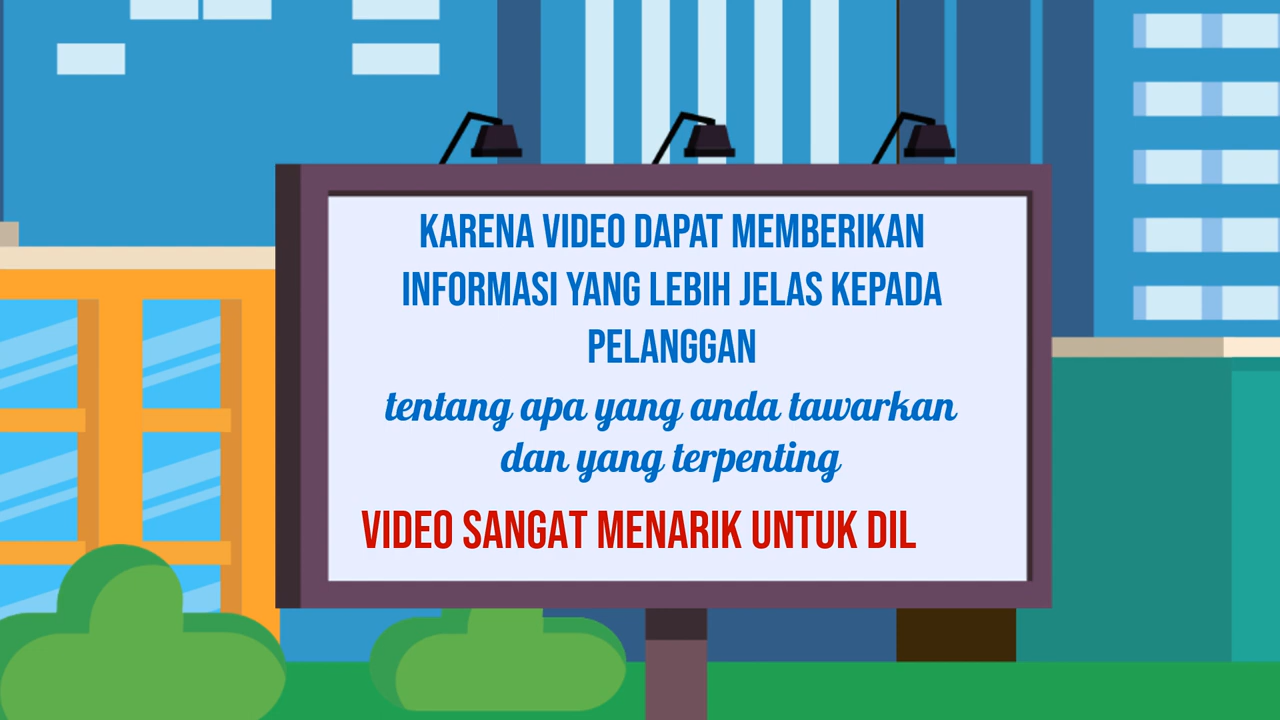 KARENA VIDEO DAPAT MEMBERIKAN
INFORMASI YANG LEBIH JELAS KEPADA
PELANGGAN
tentang apa yang anda tawarkan
dan yang terpenting
VIDEO SANGAT MENARIK UNTUK DIL